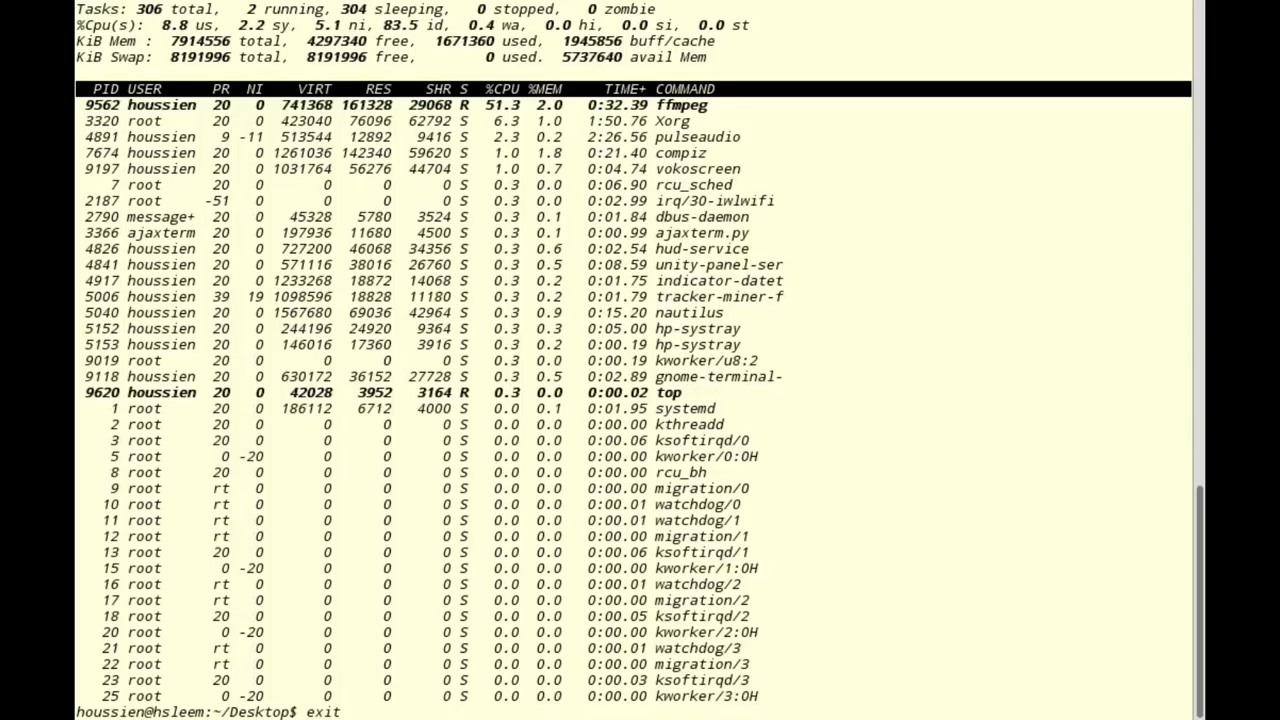 Tasks: 306 total, 2 running, 304 sleeping, 0 stopped, 0 zombie
%Cpu(s): 8.8 us, 2.2 sy, 5.1 ni, 83.5 id, 0.4 wa, 0.0 hi, 0.0 si, 0.0 st
KiB Mem : 7914556 total, 4297340 free, 1671360 used, 1945856 buff/cache
KiB Swap: 8191996 total, 8191996 free, 0 used. 5737640 avail Mem
PID USER PR NI VIRT RES SHR S %CPU %MEM TIME+ COMMAND
9562 houssien 20 0 741368 161328 29068 R 51.3 2.0 0:32.39 ffmpeg
3320 root 20 0 423040 76096 62792 S 6.3 1.0 1:50.76 Xorg
4891 houssien 9 -11 513544 12892 9416 S 2.3 0.2 2:26.56 pulseaudio
7674 houssien 20 0 1261036 142340 59620 S 1.0 1.8 0:21.40 compiz
9197 houssien 20 0 1031764 56276 44704 S 1.0 0.7 0:04.74 vokoscreen
7 root 20 0 0 0 0 S 0.3 0.0 0:06.90 rcu_sched
2187 root -51 0 0 0 0 S 0.3 0.0 0:02.99 irq/30-iwlwifi
2790 message+ 20 0 45328 5780 3524 S 0.3 0.1 0:01.84 dbus-daemon
3366 ajaxterm 20 0 197936 11680 4500 S 0.3 0.1 0:00.99 ajaxterm.py
4826 houssien 20 0 727200 46068 34356 S 0.3 0.6 0:02.54 hud-service
4841 houssien 20 0 571116 38016 26760 S 0.3 0.5 0:08.59 unity-panel-ser
4917 houssien 20 0 1233268 18872 14068 S 0.3 0.2 0:01.75 indicator-datet
5006 houssien 39 19 1098596 18828 11180 S 0.3 0.2 0:01.79 tracker-miner-f
5040 houssien 20 0 1567680 69036 42964 S 0.3 0.9 0:15.20 nautilus
5152 houssien 20 0 244196 24920 9364 S 0.3 0.3 0:05.00 hp-systray
5153 houssien 20 0 146016 17360 3916 S 0.3 0.2 0:00.19 hp-systray
9019 root 20 0 0 0 0 S 0.3 0.0 0:00.19 kworker/u8:2
9118 houssien 20 0 630172 36152 27728 S 0.3 0.5 0:02.89 gnome-terminal-
9620 houssien 20 0 42028 3952 3164 R 0.3 0.0 0:00.02 top
1 root 20 0 186112 6712 4000 S 0.0 0.1 0:01.95 systemd
2 root 20 0 0 0 0 S 0.0 0.0 0:00.00 kthreadd
3 root 20 0 0 0 0 S 0.0 0.0 0:00.06 ksoftirqd/0
5 root 0 -20 0 0 0 S 0.0 0.0 0:00.00 kworker/0:0H
8 root 20 0 0 0 0 S 0.0 0.0 0:00.00 rcu_bh
9 root rt 0 0 0 0 S 0.0 0.0 0:00.00 migration/0
10 root rt 0 0 0 0 S 0.0 0.0 0:00.01 watchdog/0
11 root rt 0 0 0 0 S 0.0 0.0 0:00.01 watchdog/1
12 root rt 0 0 0 0 S 0.0 0.0 0:00.00 migration/1
13 root 20 0 0 0 0 S 0.0 0.0 0:00.06 ksoftirqd/1
15 root 0 -20 0 0 0 S 0.0 0.0 0:00.00 kworker/1:0H
16 root rt 0 0 0 0 S 0.0 0.0 0:00.01 watchdog/2
17 root rt 0 0 0 0 S 0.0 0.0 0:00.00 migration/2
18 root 20 0 0 0 0 S 0.0 0.0 0:00.05 ksoftirqd/2
20 root 0 -20 0 0 0 S 0.0 0.0 0:00.00 kworker/2:0H
21 root rt 0 0 0 0 S 0.0 0.0 0:00.01 watchdog/3
22 root rt 0 0 0 0 S 0.0 0.0 0:00.00 migration/3
23 root 20 0 0 0 0 S 0.0 0.0 0:00.03 ksoftirqd/3
25 root 0 -20 0 0 0 S 0.0 0.0 0:00.00 kworker/3:0H
houssien@hsleem:~/Desktop$ exit